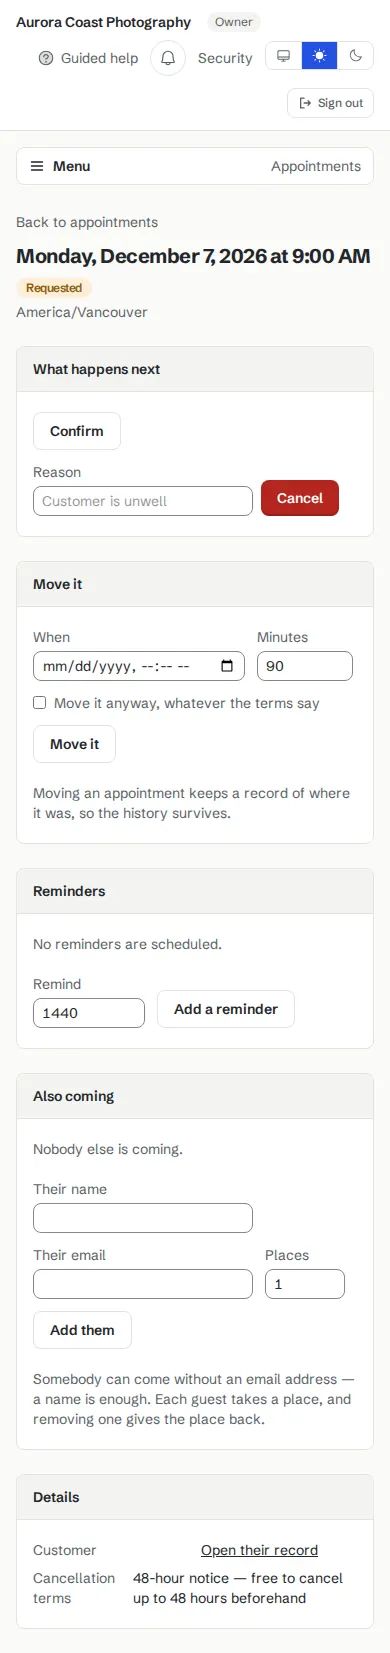 Aurora Coast Photography Owner
Guided help Security
Sign out
Menu Appointments
Back to appointments
Monday, December 7, 2026 at 9:00 AM
Requested
America/Vancouver
What happens next
Confirm
Reason
Customer is unwell Cancel
Move it
When Minutes
mm/dd/yyyy, --:-- -- 90
Move it anyway, whatever the terms say
Move it
Moving an appointment keeps a record of where
it was, so the history survives.
Reminders
No reminders are scheduled.
Remind
1440 Add a reminder
Also coming
Nobody else is coming.
Their name
Their email Places
1
Add them
Somebody can come without an email address —
a name is enough. Each guest takes a place, and
removing one gives the place back.
Details
Customer Open their record
Cancellation 48-hour notice — free to cancel
terms up to 48 hours beforehand